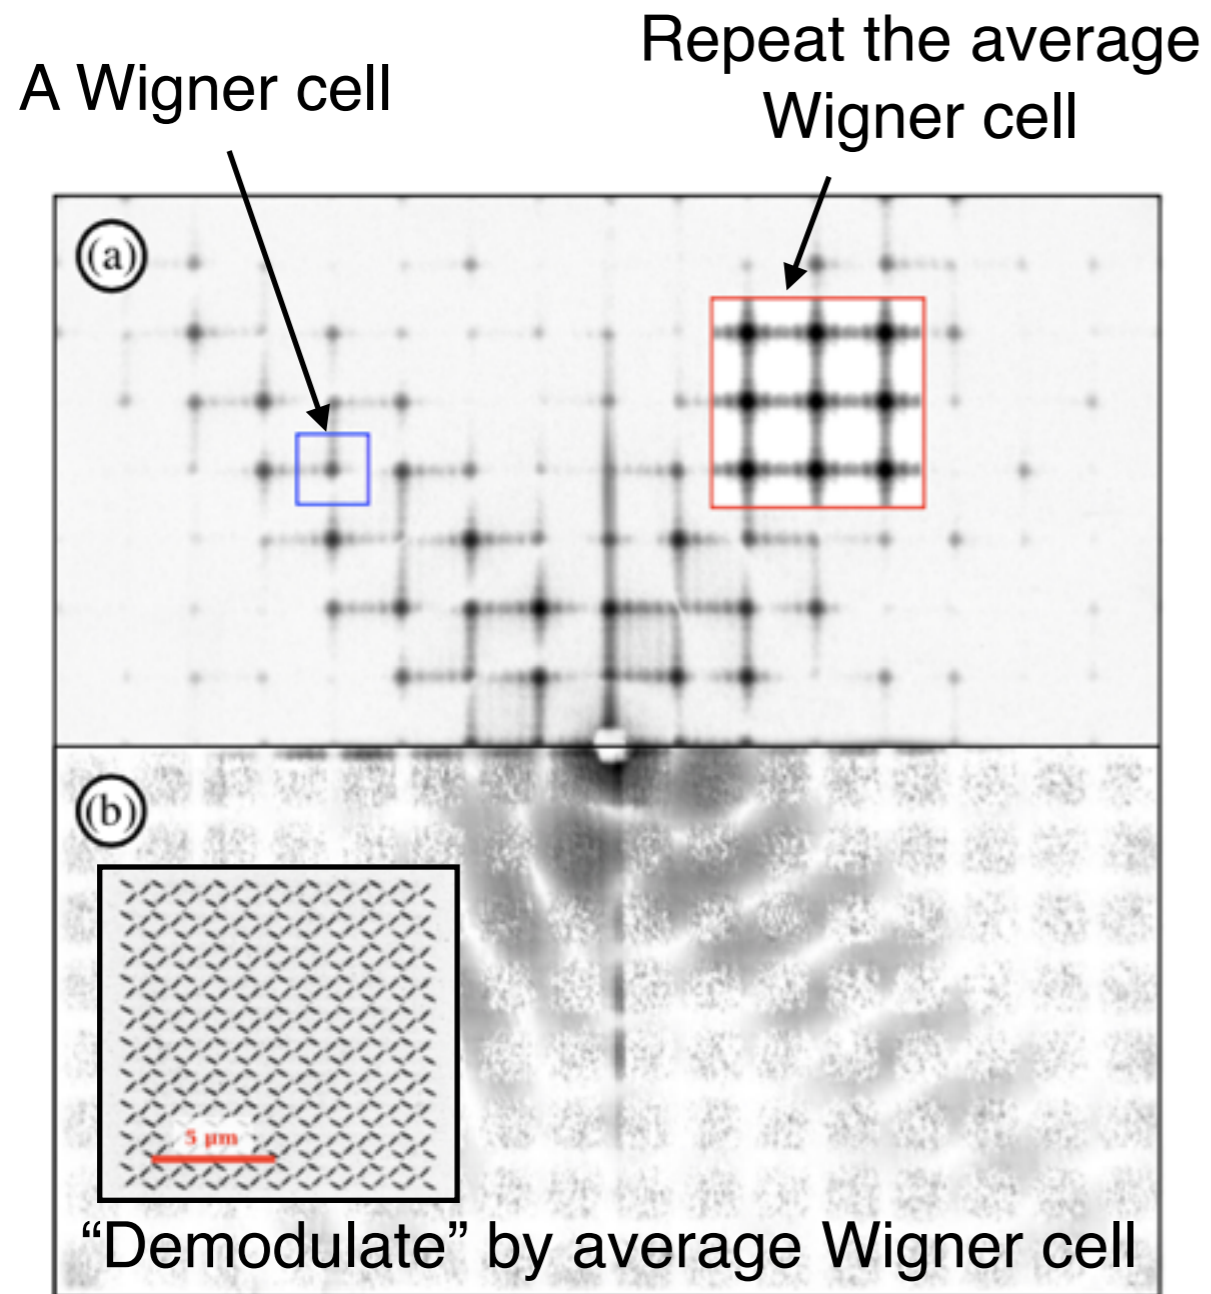 A Wigner cell
Repeat the average
Wigner cell
(a)
(b)
5 μm
“Demodulate” by average Wigner cell